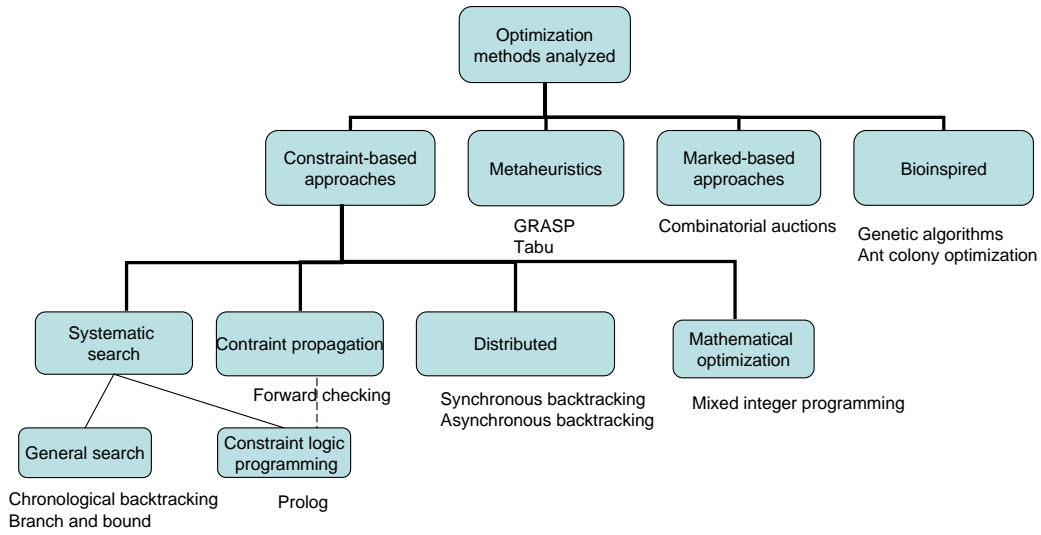 Optimization
methods analyzed
Constraint-based
approaches
Metaheuristics
Marked-based
approaches
Bioinspired
GRASP
Tabu
Combinatorial auctions
Genetic algorithms
Ant colony optimization
Systematic
search
Contraint propagation
Distributed
Mathematical
optimization
Forward checking
Synchronous backtracking
Asynchronous backtracking
Mixed integer programming
General search
Constraint logic
programming
Chronological backtracking
Branch and bound
Prolog